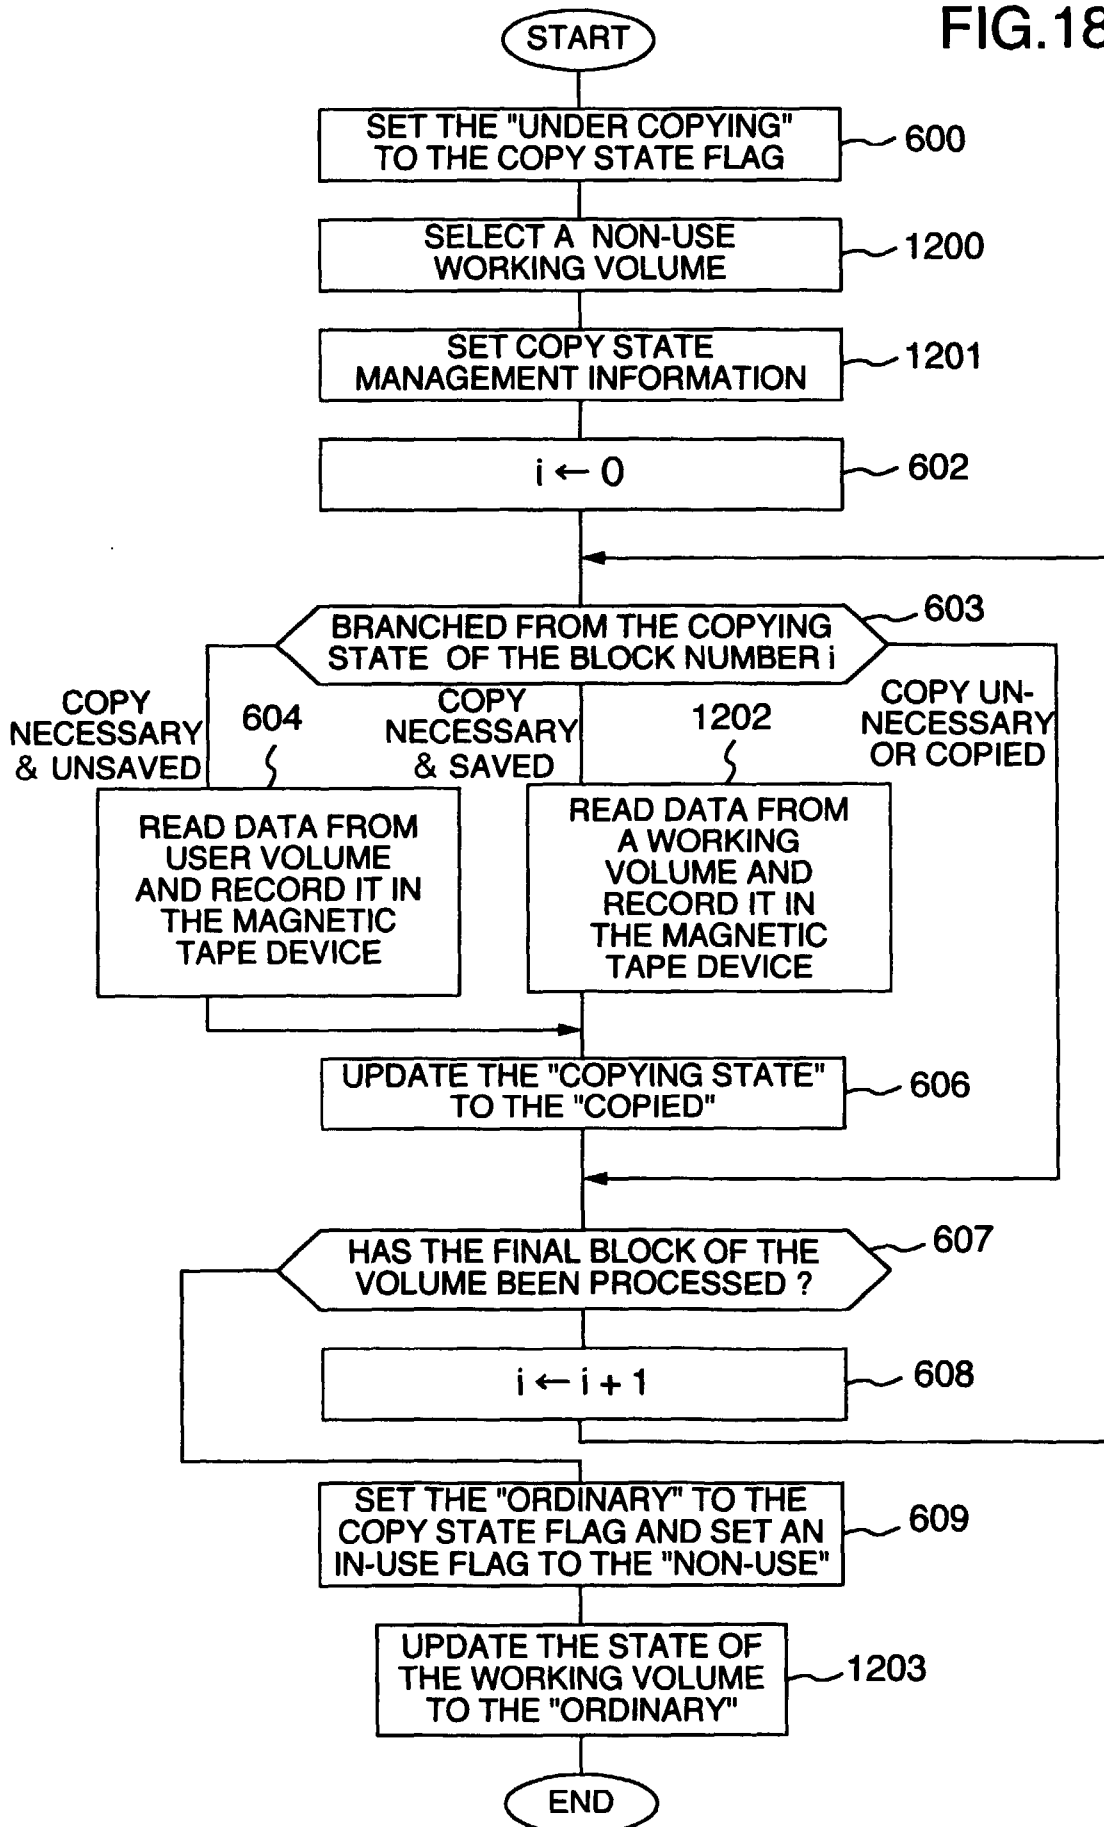 FIG.18
START
SET THE "UNDER COPYING"
TO THE COPY STATE FLAG
600
SELECT A NON-USE
WORKING VOLUME
1200
SET COPY STATE
MANAGEMENT INFORMATION
1201
i ← 0
602
BRANCHED FROM THE COPYING
STATE OF THE BLOCK NUMBER i
603
COPY
NECESSARY
& UNSAVED
604
COPY
NECESSARY
& SAVED
1202
COPY UN-
NECESSARY
OR COPIED
READ DATA FROM
USER VOLUME
AND RECORD IT IN
THE MAGNETIC
TAPE DEVICE
READ DATA FROM
A WORKING
VOLUME AND
RECORD IT IN
THE MAGNETIC
TAPE DEVICE
UPDATE THE "COPYING STATE"
TO THE "COPIED"
606
HAS THE FINAL BLOCK OF THE
VOLUME BEEN PROCESSED ?
607
i ← i + 1
608
SET THE "ORDINARY" TO THE
COPY STATE FLAG AND SET AN
IN-USE FLAG TO THE "NON-USE"
609
UPDATE THE STATE OF
THE WORKING VOLUME
TO THE "ORDINARY"
1203
END